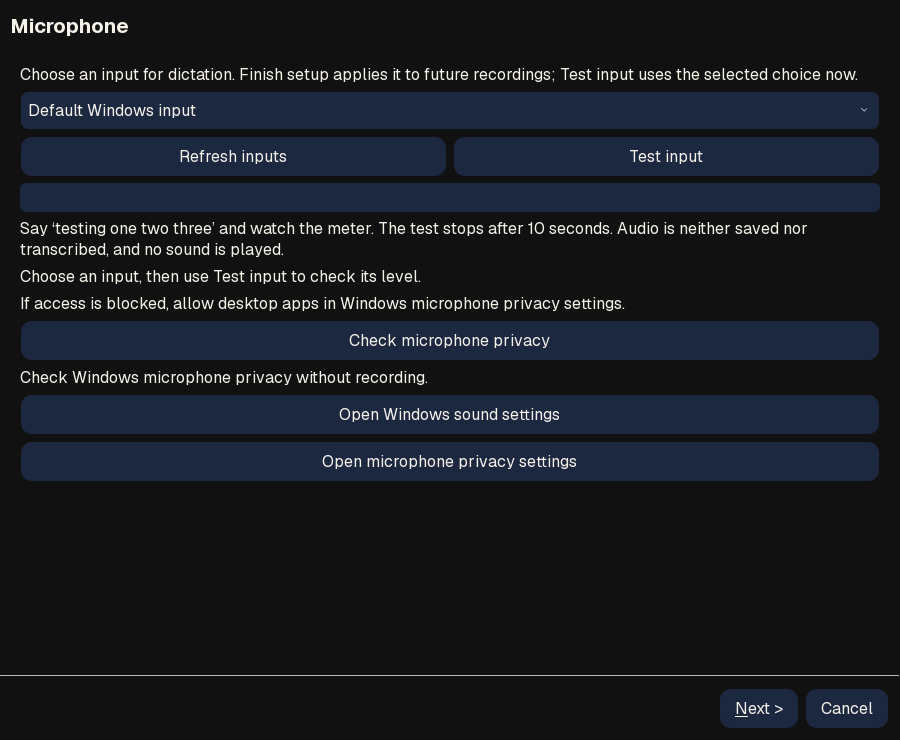 Microphone
Choose an input for dictation. Finish setup applies it to future recordings; Test input uses the selected choice now.
Default Windows input
Refresh inputs
Test input
Say ‘testing one two three’ and watch the meter. The test stops after 10 seconds. Audio is neither saved nor
transcribed, and no sound is played.
Choose an input, then use Test input to check its level.
If access is blocked, allow desktop apps in Windows microphone privacy settings.
Check microphone privacy
Check Windows microphone privacy without recording.
Open Windows sound settings
Open microphone privacy settings
Next >
Cancel